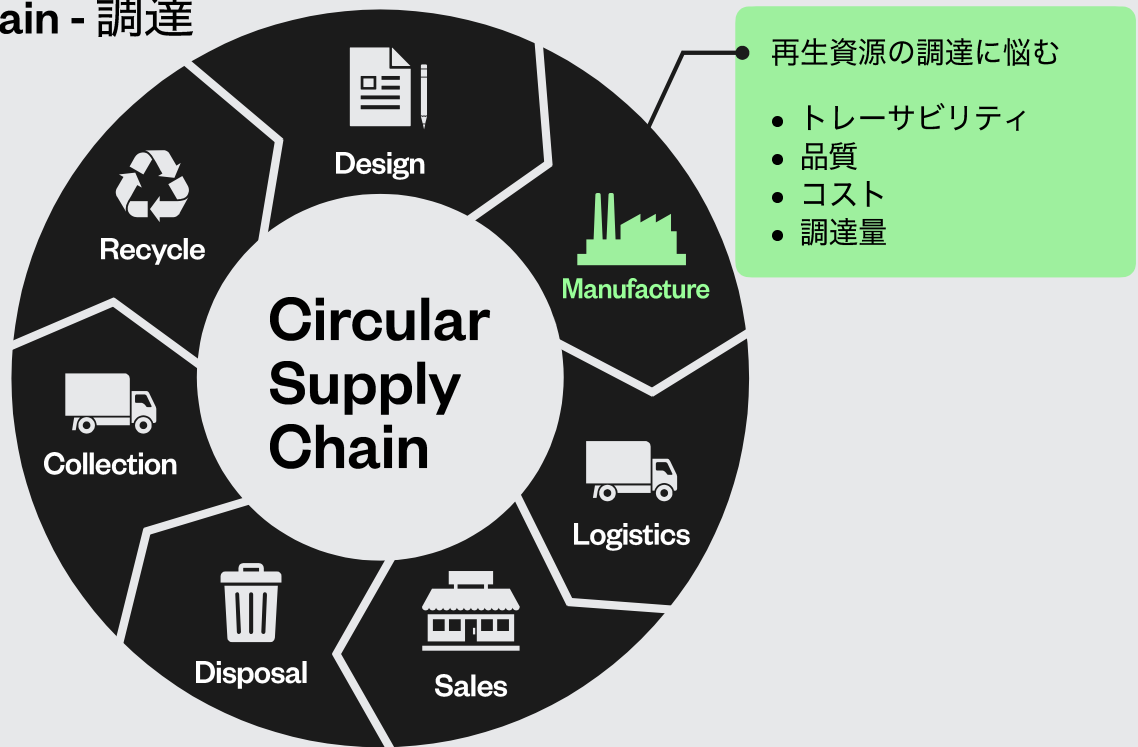 ain - 調達
再生資源の調達に悩む
• トレーサビリティ
• 品質
• コスト
• 調達量
Design
Manufacture
Logistics
Sales
Disposal
Collection
Recycle
Circular
Supply
Chain